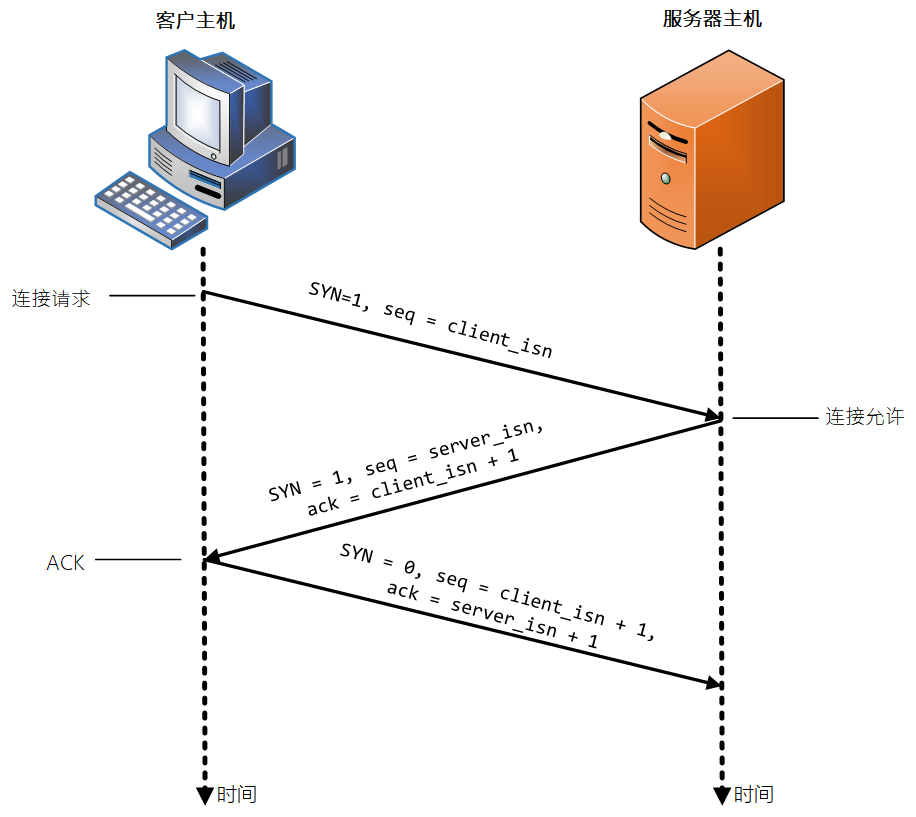 客户主机
服务器主机
连接请求
SYN=1, seq = client_isn
连接允许
SYN = 1, seq = server_isn,
ack = client_isn + 1
ACK
SYN = 0, seq = client_isn + 1,
ack = server_isn + 1
时间
时间